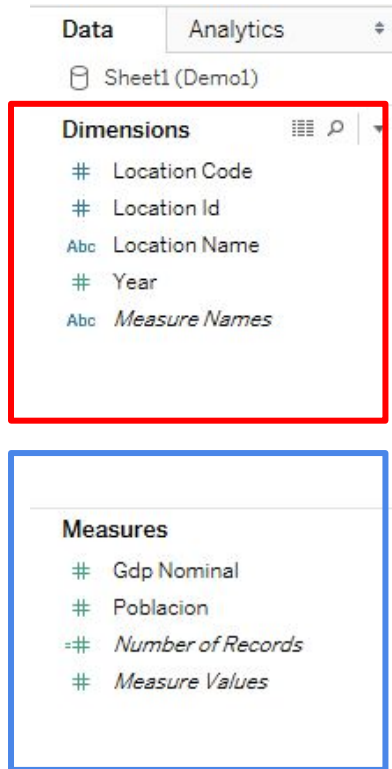 Data Analytics
Sheet1 (Demo1)
Dimensions
# Location Code
# Location Id
Abc Location Name
# Year
Abc Measure Names
Measures
# Gdp Nominal
# Poblacion
=# Number of Records
# Measure Values